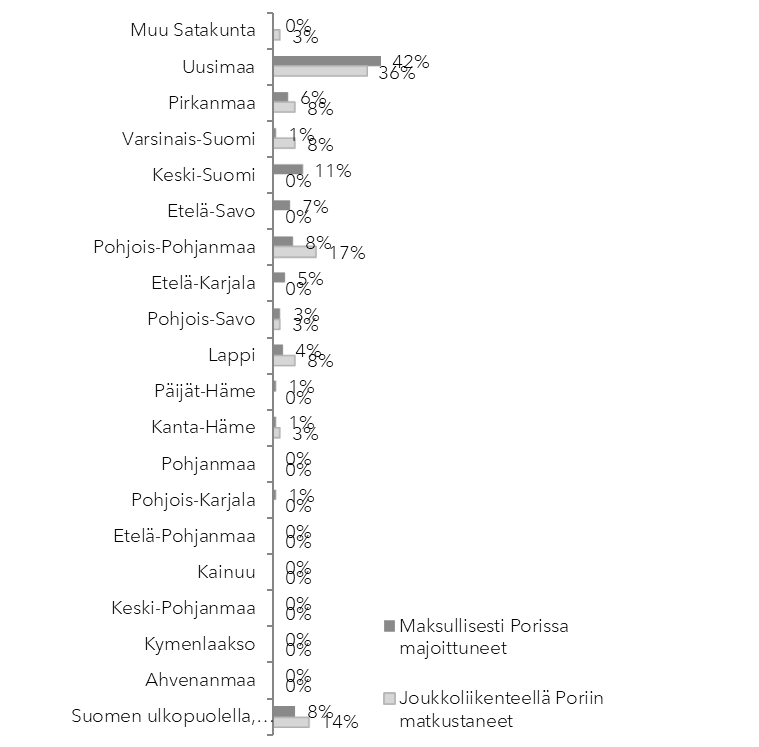 Muu Satakunta 0% 3%
Uusimaa 42% 36%
Pirkanmaa 6% 8%
Varsinais-Suomi 1% 8%
Keski-Suomi 11% 0%
Etelä-Savo 7% 0%
Pohjois-Pohjanmaa 8% 17%
Etelä-Karjala 5% 0%
Pohjois-Savo 3% 3%
Lappi 4% 8%
Päijät-Häme 1% 0%
Kanta-Häme 1% 3%
Pohjanmaa 0% 0%
Pohjois-Karjala 1% 0%
Etelä-Pohjanmaa 0% 0%
Kainuu 0% 0%
Keski-Pohjanmaa 0% 0%
Kymenlaakso 0% 0%
Ahvenanmaa 0% 0%
Suomen ulkopuolella,… 8% 14%
Maksullisesti Porissa
majoittuneet
Joukkoliikenteellä Poriin
matkustaneet